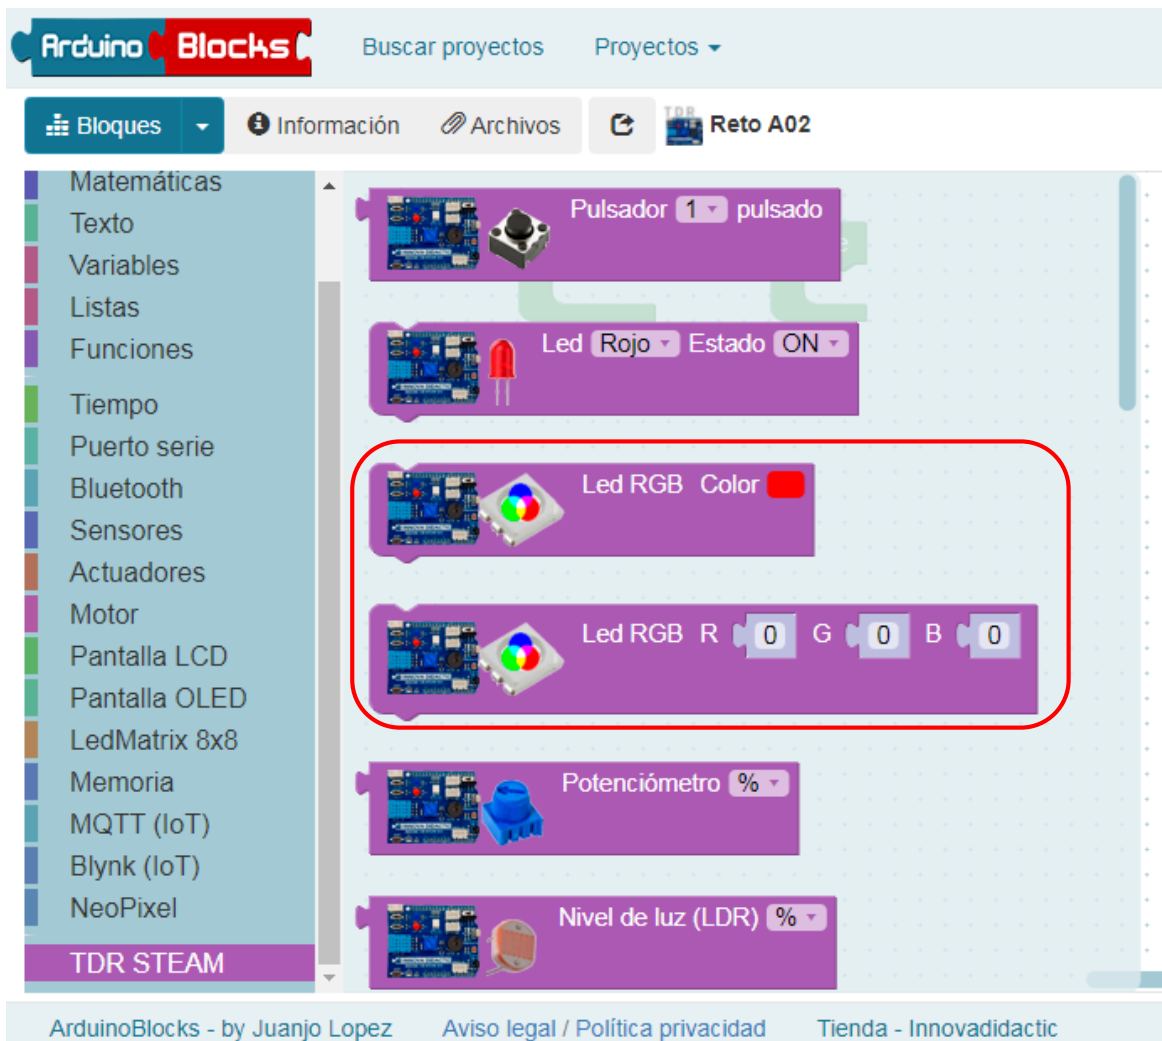 Arduino Blocks Buscar proyectos Proyectos
Bloques Información Archivos TDR Reto A02
Matemáticas
Texto
Variables
Listas
Funciones
Tiempo
Puerto serie
Bluetooth
Sensores
Actuadores
Motor
Pantalla LCD
Pantalla OLED
LedMatrix 8x8
Memoria
MQTT (IoT)
Blynk (IoT)
NeoPixel
TDR STEAM
Pulsador 1 pulsado
Led Rojo Estado ON
Led RGB Color
Led RGB R 0 G 0 B 0
Potenciómetro %
Nivel de luz (LDR) %
ArduinoBlocks - by Juanjo Lopez Aviso legal / Política privacidad Tienda - Innovadidactic